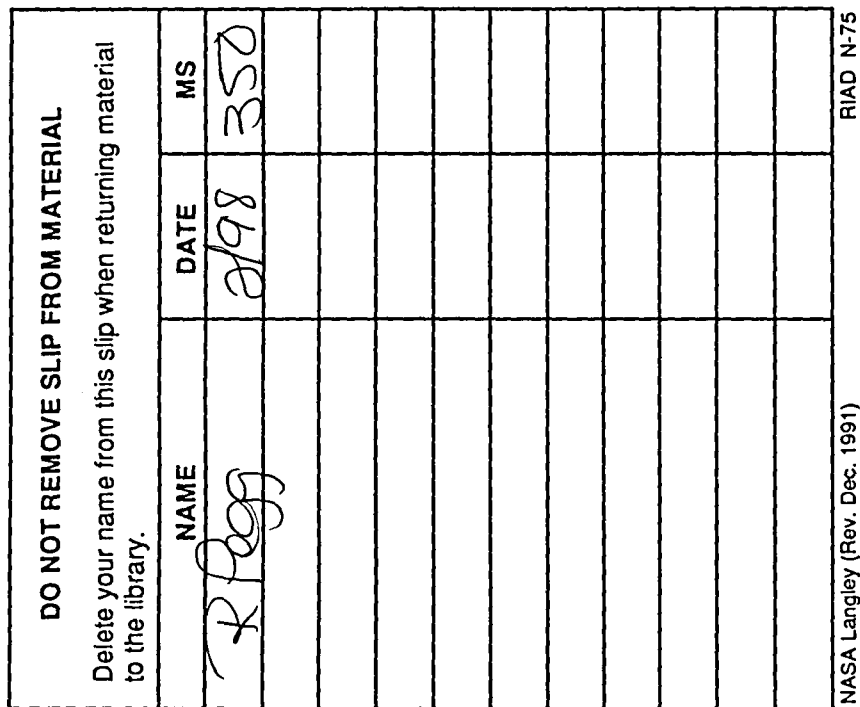 DO NOT REMOVE SLIP FROM MATERIAL
Delete your name from this slip when returning material
to the library.
NAME DATE MS
R Pegg 2/98 350
NASA Langley (Rev. Dec. 1991) RIAD N-75